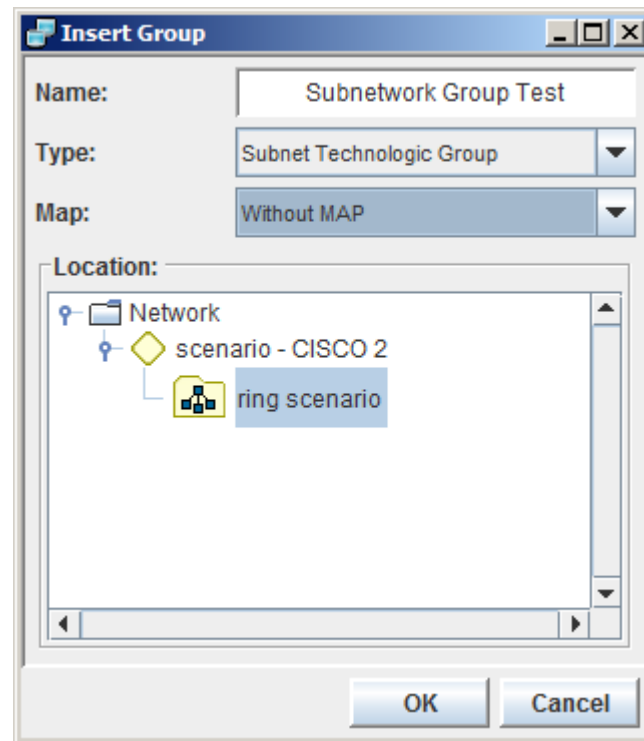 Insert Group
Name: Subnetwork Group Test
Type: Subnet Technologic Group
Map: Without MAP
Location:
Network
scenario - CISCO 2
ring scenario
OK Cancel